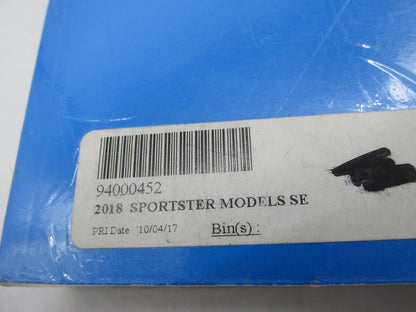 94000452
2018 SPORTSTER MODELS SE
PRI Date 10/04/17 Bin(s) :